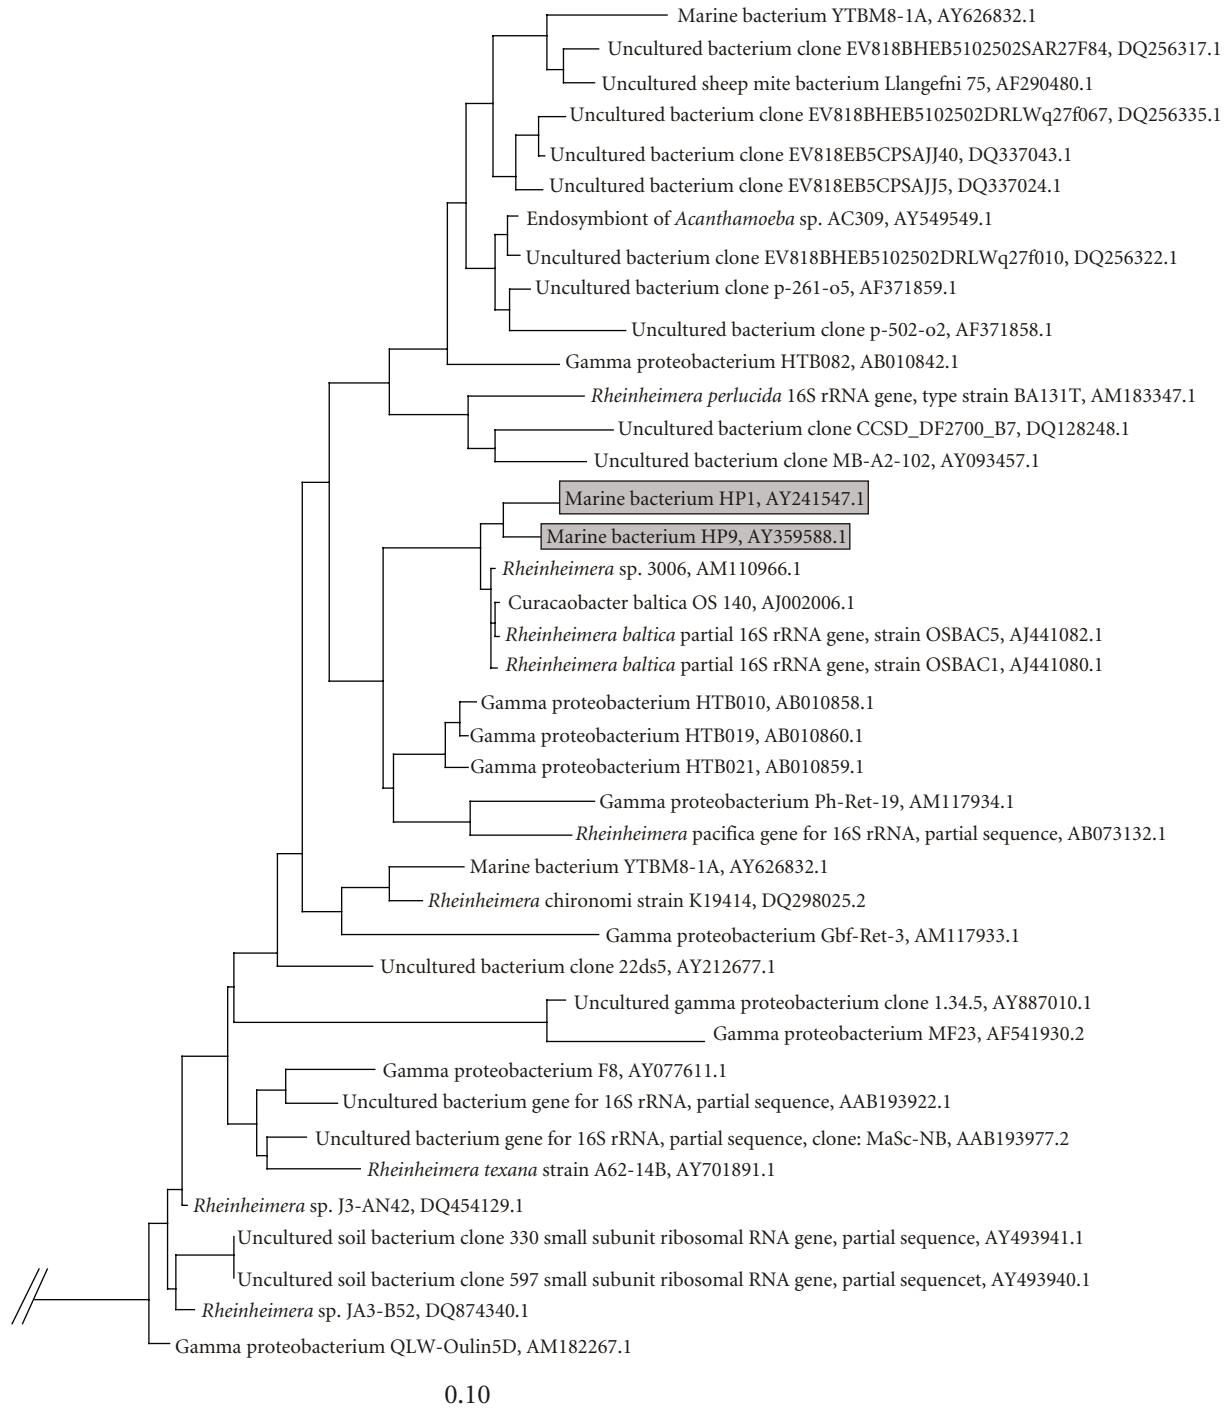 Marine bacterium YTBM8-1A, AY626832.1
Uncultured bacterium clone EV818BHEB5102502SAR27F84, DQ256317.1
Uncultured sheep mite bacterium Llangefni 75, AF290480.1
Uncultured bacterium clone EV818BHEB5102502DRLWq27f067, DQ256335.1
Uncultured bacterium clone EV818EB5CPSAJJ40, DQ337043.1
Uncultured bacterium clone EV818EB5CPSAJJ5, DQ337024.1
Endosymbiont of Acanthamoeba sp. AC309, AY549549.1
Uncultured bacterium clone EV818BHEB5102502DRLWq27f010, DQ256322.1
Uncultured bacterium clone p-261-o5, AF371859.1
Uncultured bacterium clone p-502-o2, AF371858.1
Gamma proteobacterium HTB082, AB010842.1
Rheinheimera perlucida 16S rRNA gene, type strain BA131T, AM183347.1
Uncultured bacterium clone CCSD_DF2700_B7, DQ128248.1
Uncultured bacterium clone MB-A2-102, AY093457.1
Marine bacterium HP1, AY241547.1
Marine bacterium HP9, AY359588.1
Rheinheimera sp. 3006, AM110966.1
Curacaobacter baltica OS 140, AJ002006.1
Rheinheimera baltica partial 16S rRNA gene, strain OSBAC5, AJ441082.1
Rheinheimera baltica partial 16S rRNA gene, strain OSBAC1, AJ441080.1
Gamma proteobacterium HTB010, AB010858.1
Gamma proteobacterium HTB019, AB010860.1
Gamma proteobacterium HTB021, AB010859.1
Gamma proteobacterium Ph-Ret-19, AM117934.1
Rheinheimera pacifica gene for 16S rRNA, partial sequence, AB073132.1
Marine bacterium YTBM8-1A, AY626832.1
Rheinheimera chironomi strain K19414, DQ298025.2
Gamma proteobacterium Gbf-Ret-3, AM117933.1
Uncultured bacterium clone 22ds5, AY212677.1
Uncultured gamma proteobacterium clone 1.34.5, AY887010.1
Gamma proteobacterium MF23, AF541930.2
Gamma proteobacterium F8, AY077611.1
Uncultured bacterium gene for 16S rRNA, partial sequence, AAB193922.1
Uncultured bacterium gene for 16S rRNA, partial sequence, clone: MaSc-NB, AAB193977.2
Rheinheimera texana strain A62-14B, AY701891.1
Rheinheimera sp. J3-AN42, DQ454129.1
Uncultured soil bacterium clone 330 small subunit ribosomal RNA gene, partial sequence, AY493941.1
Uncultured soil bacterium clone 597 small subunit ribosomal RNA gene, partial sequencet, AY493940.1
Rheinheimera sp. JA3-B52, DQ874340.1
Gamma proteobacterium QLW-Oulin5D, AM182267.1
0.10